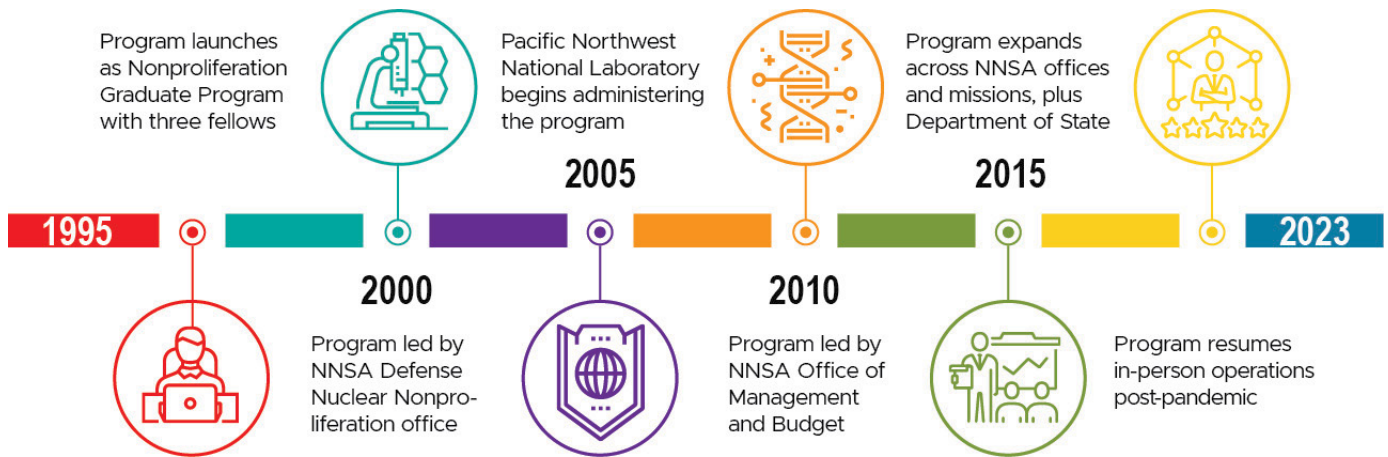 Program launches
as Nonproliferation
Graduate Program
with three fellows
Pacific Northwest
National Laboratory
begins administering
the program
Program expands
across NNSA offices
and missions, plus
Department of State
2005
2015
1995
2023
2000
2010
Program led by
NNSA Defense
Nuclear Nonpro-
liferation office
Program led by
NNSA Office of
Management
and Budget
Program resumes
in-person operations
post-pandemic